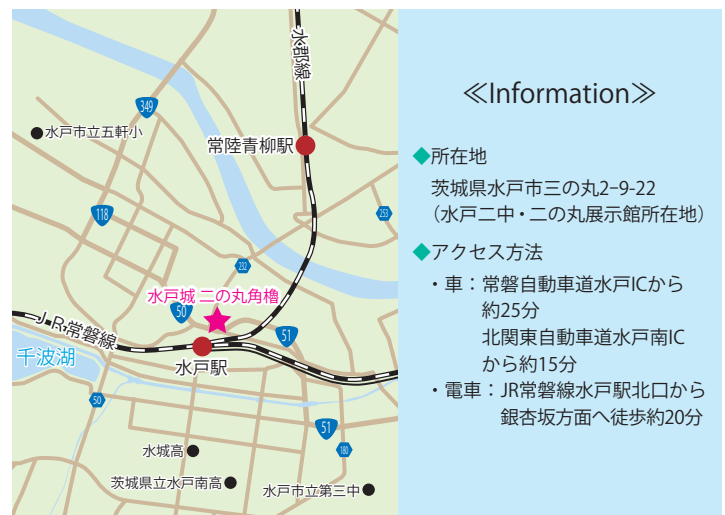 水郡線
349
水戸市立五軒小
常陸青柳駅
118
253
232
水戸城 二の丸角櫓
50
51
JR常磐線
千波湖
水戸駅
50
51
180
水城高
茨城県立水戸南高
水戸市立第三中
≪Information≫
◆所在地
茨城県水戸市三の丸2-9-22
（水戸二中・二の丸展示館所在地）
◆アクセス方法
・車：常磐自動車道水戸ICから
約25分
北関東自動車道水戸南IC
から約15分
・電車：JR常磐線水戸駅北口から
銀杏坂方面へ徒歩約20分